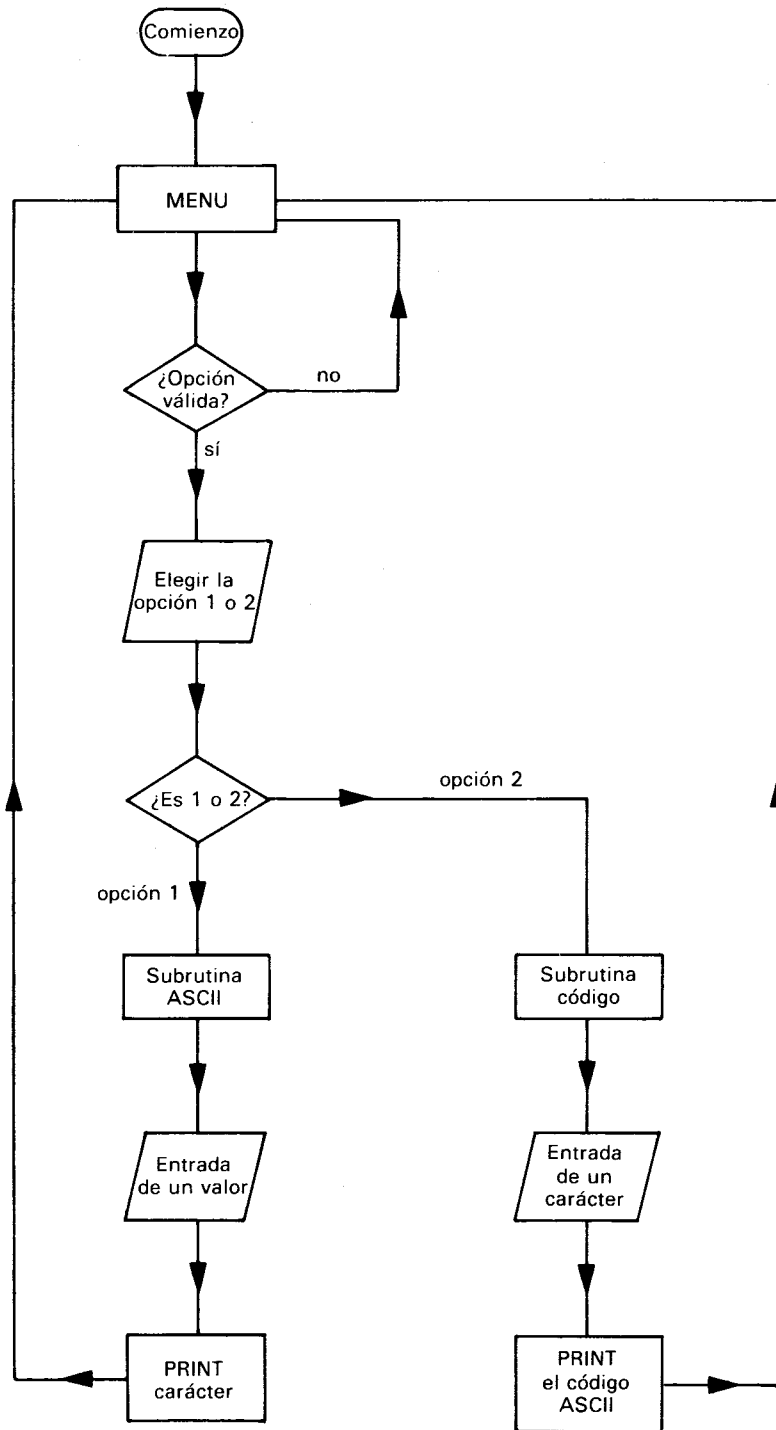 Comienzo
MENU
¿Opción
válida?
no
sí
Elegir la
opción 1 o 2
¿Es 1 o 2?
opción 2
opción 1
Subrutina
ASCII
Subrutina
código
Entrada
de un valor
Entrada
de un
carácter
PRINT
carácter
PRINT
el código
ASCII